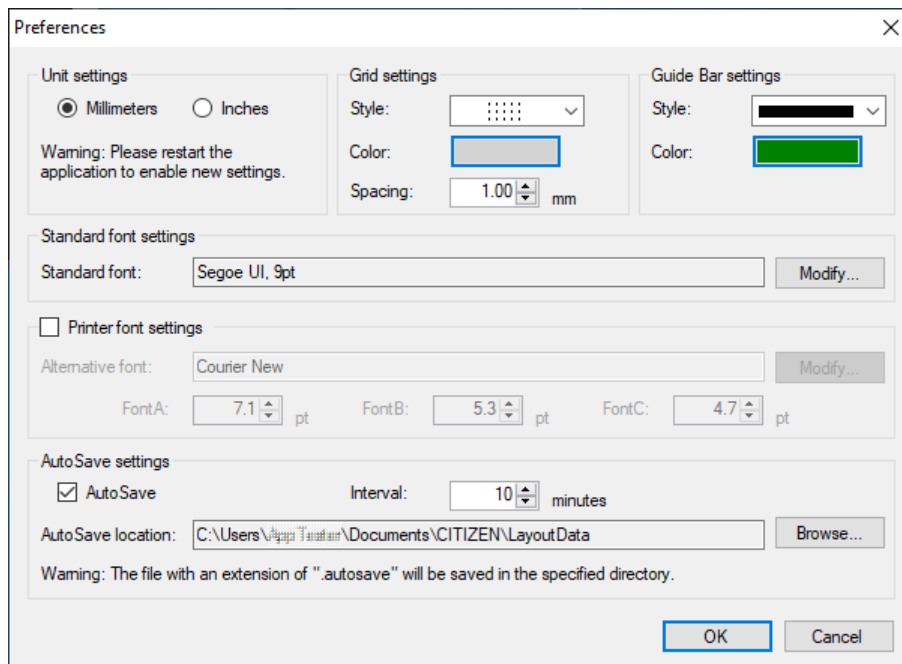 Preferences
Unit settings
Millimeters Inches
Warning: Please restart the
application to enable new settings.
Grid settings
Style:
Color:
Spacing: 1.00 mm
Guide Bar settings
Style:
Color:
Standard font settings
Standard font: Segoe UI, 9pt Modify...
Printer font settings
Alternative font: Courier New Modify...
FontA: 7.1 pt FontB: 5.3 pt FontC: 4.7 pt
AutoSave settings
AutoSave Interval: 10 minutes
AutoSave location: C:\Users\ \Documents\CITIZEN\LayoutData Browse...
Warning: The file with an extension of ".autosave" will be saved in the specified directory.
OK Cancel